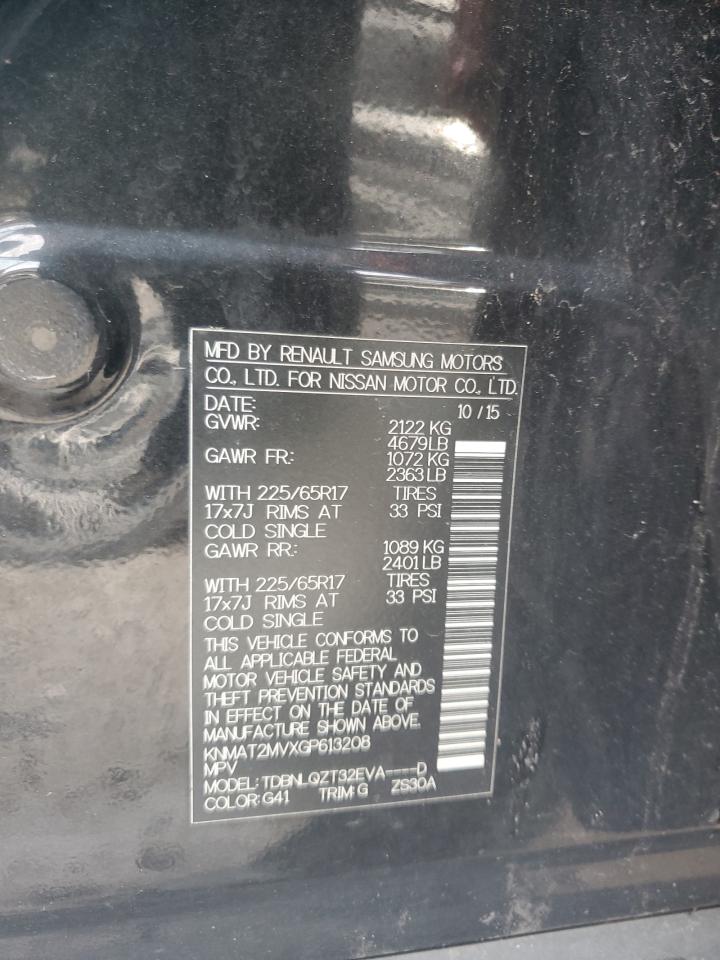 MFD BY RENAULT SAMSUNG MOTORS
CO., LTD. FOR NISSAN MOTOR CO., LTD.
DATE: 10 / 15
GVWR: 2122 KG
4679LB
GAWR FR.: 1072 KG
2363LB
WITH 225/65R17 TIRES
17x7J RIMS AT 33 PSI
COLD SINGLE
GAWR RR.: 1089 KG
2401LB
WITH 225/65R17 TIRES
17x7J RIMS AT 33 PSI
COLD SINGLE
THIS VEHICLE CONFORMS TO
ALL APPLICABLE FEDERAL
MOTOR VEHICLE SAFETY AND
THEFT PREVENTION STANDARDS
IN EFFECT ON THE DATE OF
MANUFACTURE SHOWN ABOVE.
KNMAT2MVXGP613208
MPV
MODEL: TDBNLQZT32EVA----D
COLOR: G41 TRIM: G ZS30A